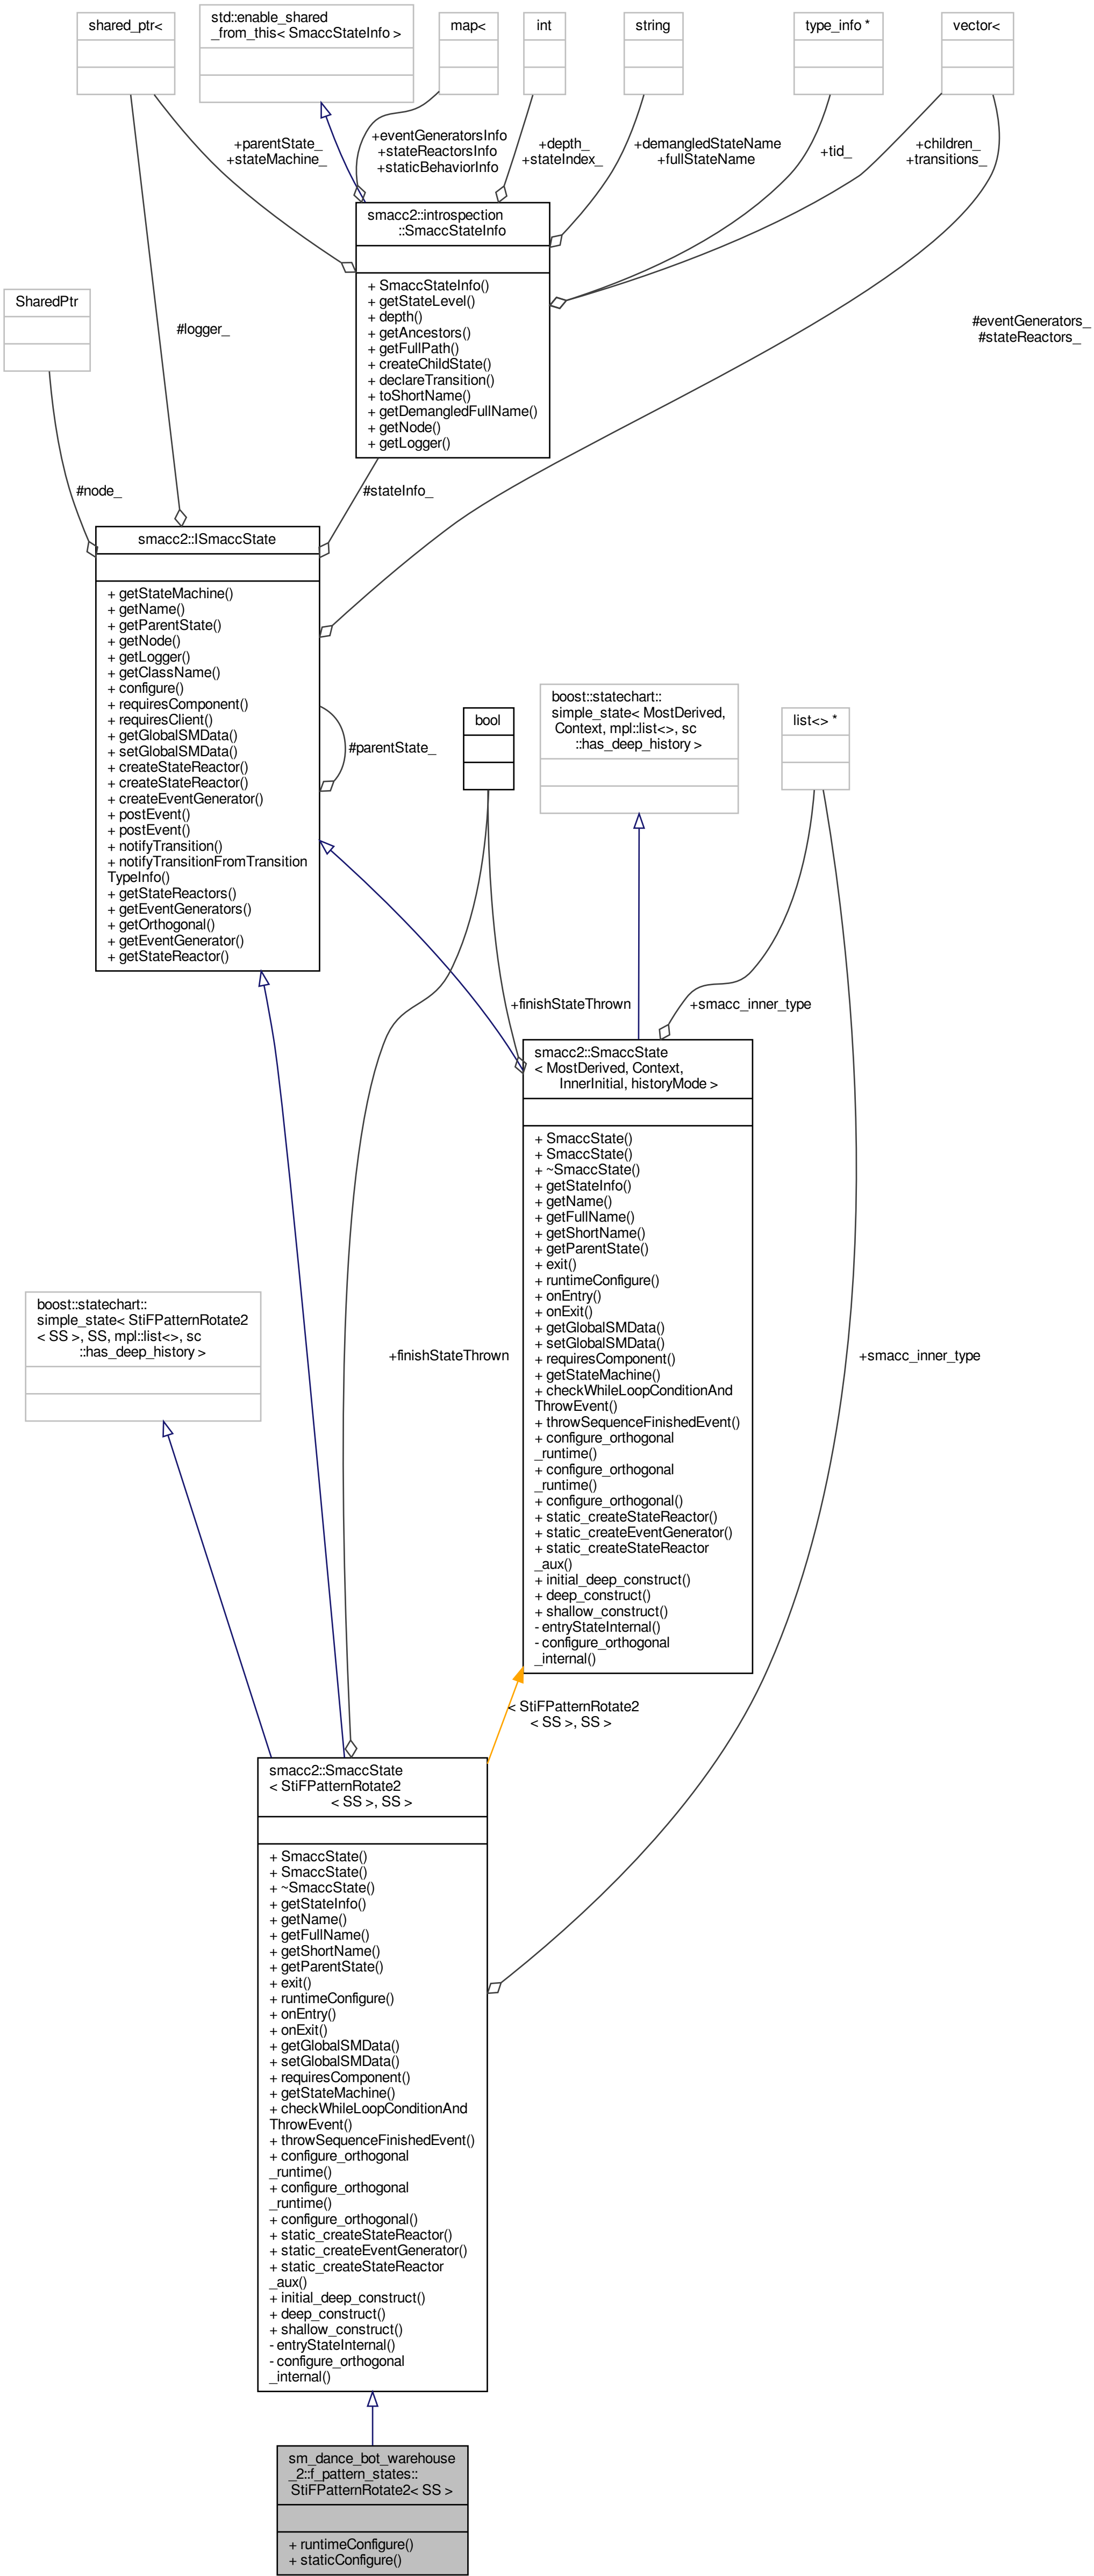 shared_ptr<
std::enable_shared
_from_this< SmaccStateInfo >
map<
int
string
type_info *
vector<
+parentState_
+stateMachine_
+eventGeneratorsInfo
+stateReactorsInfo
+staticBehaviorInfo
+depth_
+stateIndex_
+demangledStateName
+fullStateName
+tid_
+children_
+transitions_
smacc2::introspection
::SmaccStateInfo
+ SmaccStateInfo()
+ getStateLevel()
+ depth()
+ getAncestors()
+ getFullPath()
+ createChildState()
+ declareTransition()
+ toShortName()
+ getDemangledFullName()
+ getNode()
+ getLogger()
SharedPtr
#logger_
#eventGenerators_
#stateReactors_
#node_
#stateInfo_
smacc2::ISmaccState
+ getStateMachine()
+ getName()
+ getParentState()
+ getNode()
+ getLogger()
+ getClassName()
+ configure()
+ requiresComponent()
+ requiresClient()
+ getGlobalSMData()
+ setGlobalSMData()
+ createStateReactor()
+ createStateReactor()
+ createEventGenerator()
+ postEvent()
+ postEvent()
+ notifyTransition()
+ notifyTransitionFromTransition
TypeInfo()
+ getStateReactors()
+ getEventGenerators()
+ getOrthogonal()
+ getEventGenerator()
+ getStateReactor()
#parentState_
bool
boost::statechart::
simple_state< MostDerived,
Context, mpl::list<>, sc
::has_deep_history >
list<> *
+finishStateThrown
+smacc_inner_type
smacc2::SmaccState
< MostDerived, Context,
InnerInitial, historyMode >
+ SmaccState()
+ SmaccState()
+ ~SmaccState()
+ getStateInfo()
+ getName()
+ getFullName()
+ getShortName()
+ getParentState()
+ exit()
+ runtimeConfigure()
+ onEntry()
+ onExit()
+ getGlobalSMData()
+ setGlobalSMData()
+ requiresComponent()
+ getStateMachine()
+ checkWhileLoopConditionAnd
ThrowEvent()
+ throwSequenceFinishedEvent()
+ configure_orthogonal
_runtime()
+ configure_orthogonal
_runtime()
+ configure_orthogonal()
+ static_createStateReactor()
+ static_createEventGenerator()
+ static_createStateReactor
_aux()
+ initial_deep_construct()
+ deep_construct()
+ shallow_construct()
- entryStateInternal()
- configure_orthogonal
_internal()
boost::statechart::
simple_state< StiFPatternRotate2
< SS >, SS, mpl::list<>, sc
::has_deep_history >
+finishStateThrown
+smacc_inner_type
< StiFPatternRotate2
< SS >, SS >
smacc2::SmaccState
< StiFPatternRotate2
< SS >, SS >
+ SmaccState()
+ SmaccState()
+ ~SmaccState()
+ getStateInfo()
+ getName()
+ getFullName()
+ getShortName()
+ getParentState()
+ exit()
+ runtimeConfigure()
+ onEntry()
+ onExit()
+ getGlobalSMData()
+ setGlobalSMData()
+ requiresComponent()
+ getStateMachine()
+ checkWhileLoopConditionAnd
ThrowEvent()
+ throwSequenceFinishedEvent()
+ configure_orthogonal
_runtime()
+ configure_orthogonal
_runtime()
+ configure_orthogonal()
+ static_createStateReactor()
+ static_createEventGenerator()
+ static_createStateReactor
_aux()
+ initial_deep_construct()
+ deep_construct()
+ shallow_construct()
- entryStateInternal()
- configure_orthogonal
_internal()
sm_dance_bot_warehouse
_2::f_pattern_states::
StiFPatternRotate2< SS >
+ runtimeConfigure()
+ staticConfigure()